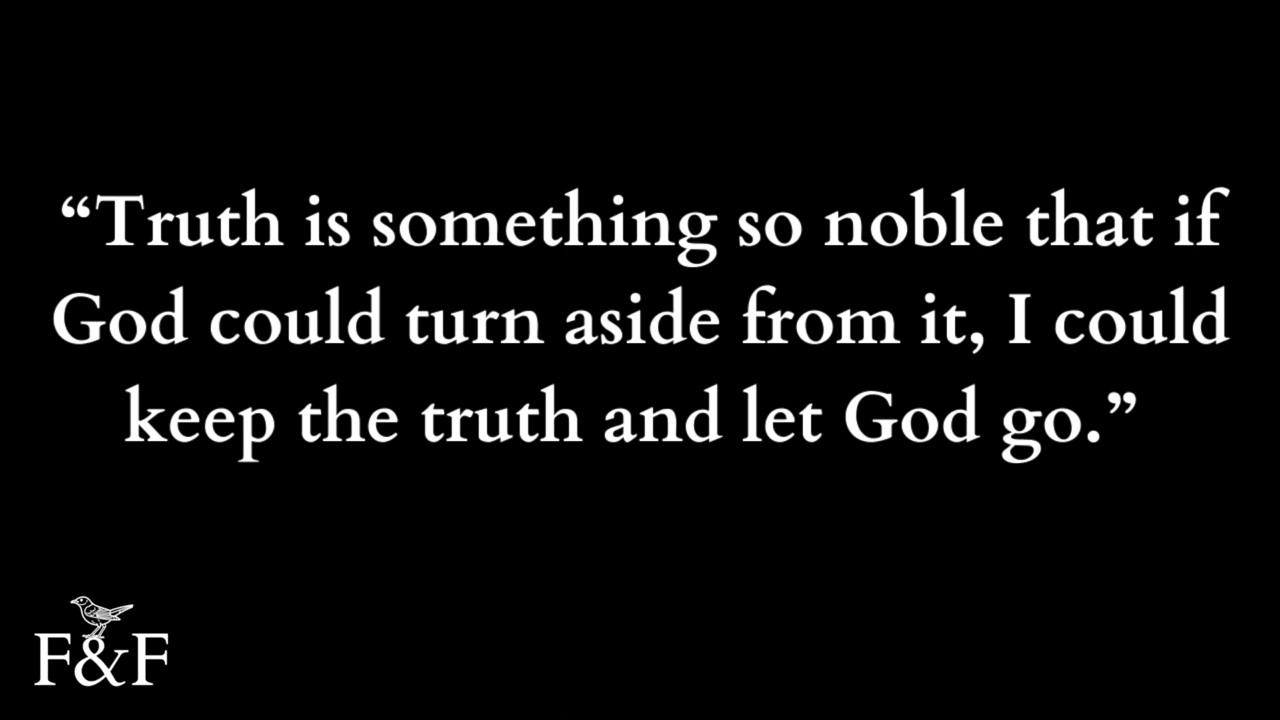 “Truth is something so noble that if
God could turn aside from it, I could
keep the truth and let God go.”
F&F